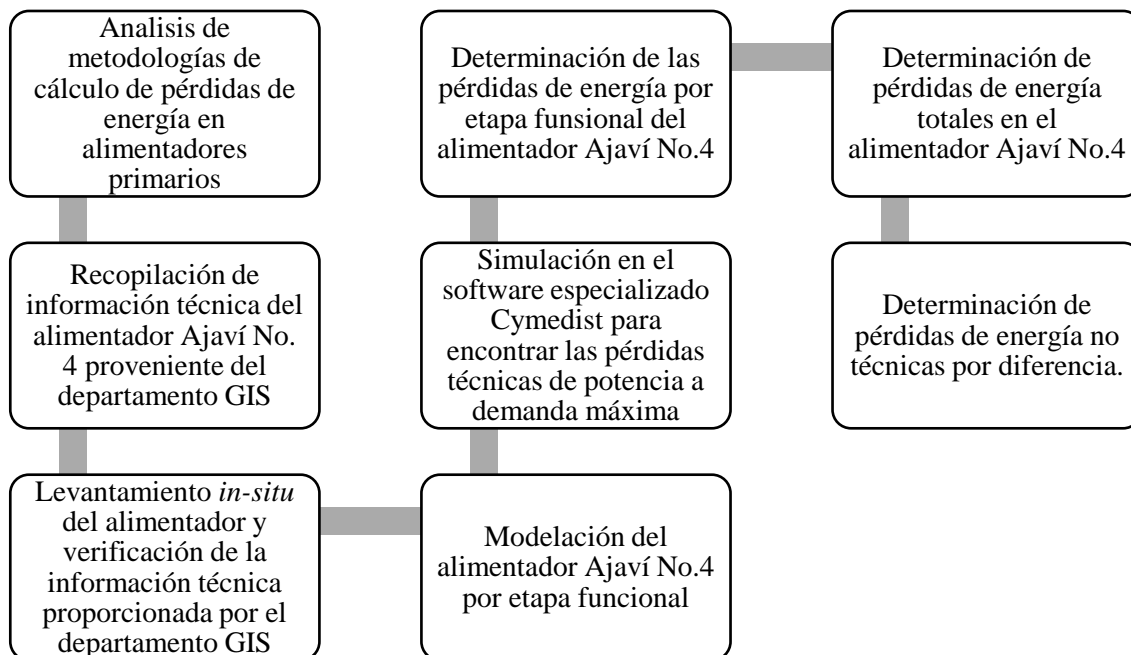 Analisis de
metodologías de
cálculo de pérdidas de
energía en
alimentadores
primarios
Recopilación de
información técnica del
alimentador Ajaví No.
4 proveniente del
departamento GIS
Levantamiento in-situ
del alimentador y
verificación de la
información técnica
proporcionada por el
departamento GIS
Modelación del
alimentador Ajaví No.4
por etapa funcional
Simulación en el
software especializado
Cymedist para
encontrar las pérdidas
técnicas de potencia a
demanda máxima
Determinación de las
pérdidas de energía por
etapa funsional del
alimentador Ajaví No.4
Determinación de
pérdidas de energía
totales en el
alimentador Ajaví No.4
Determinación de
pérdidas de energía no
técnicas por diferencia.